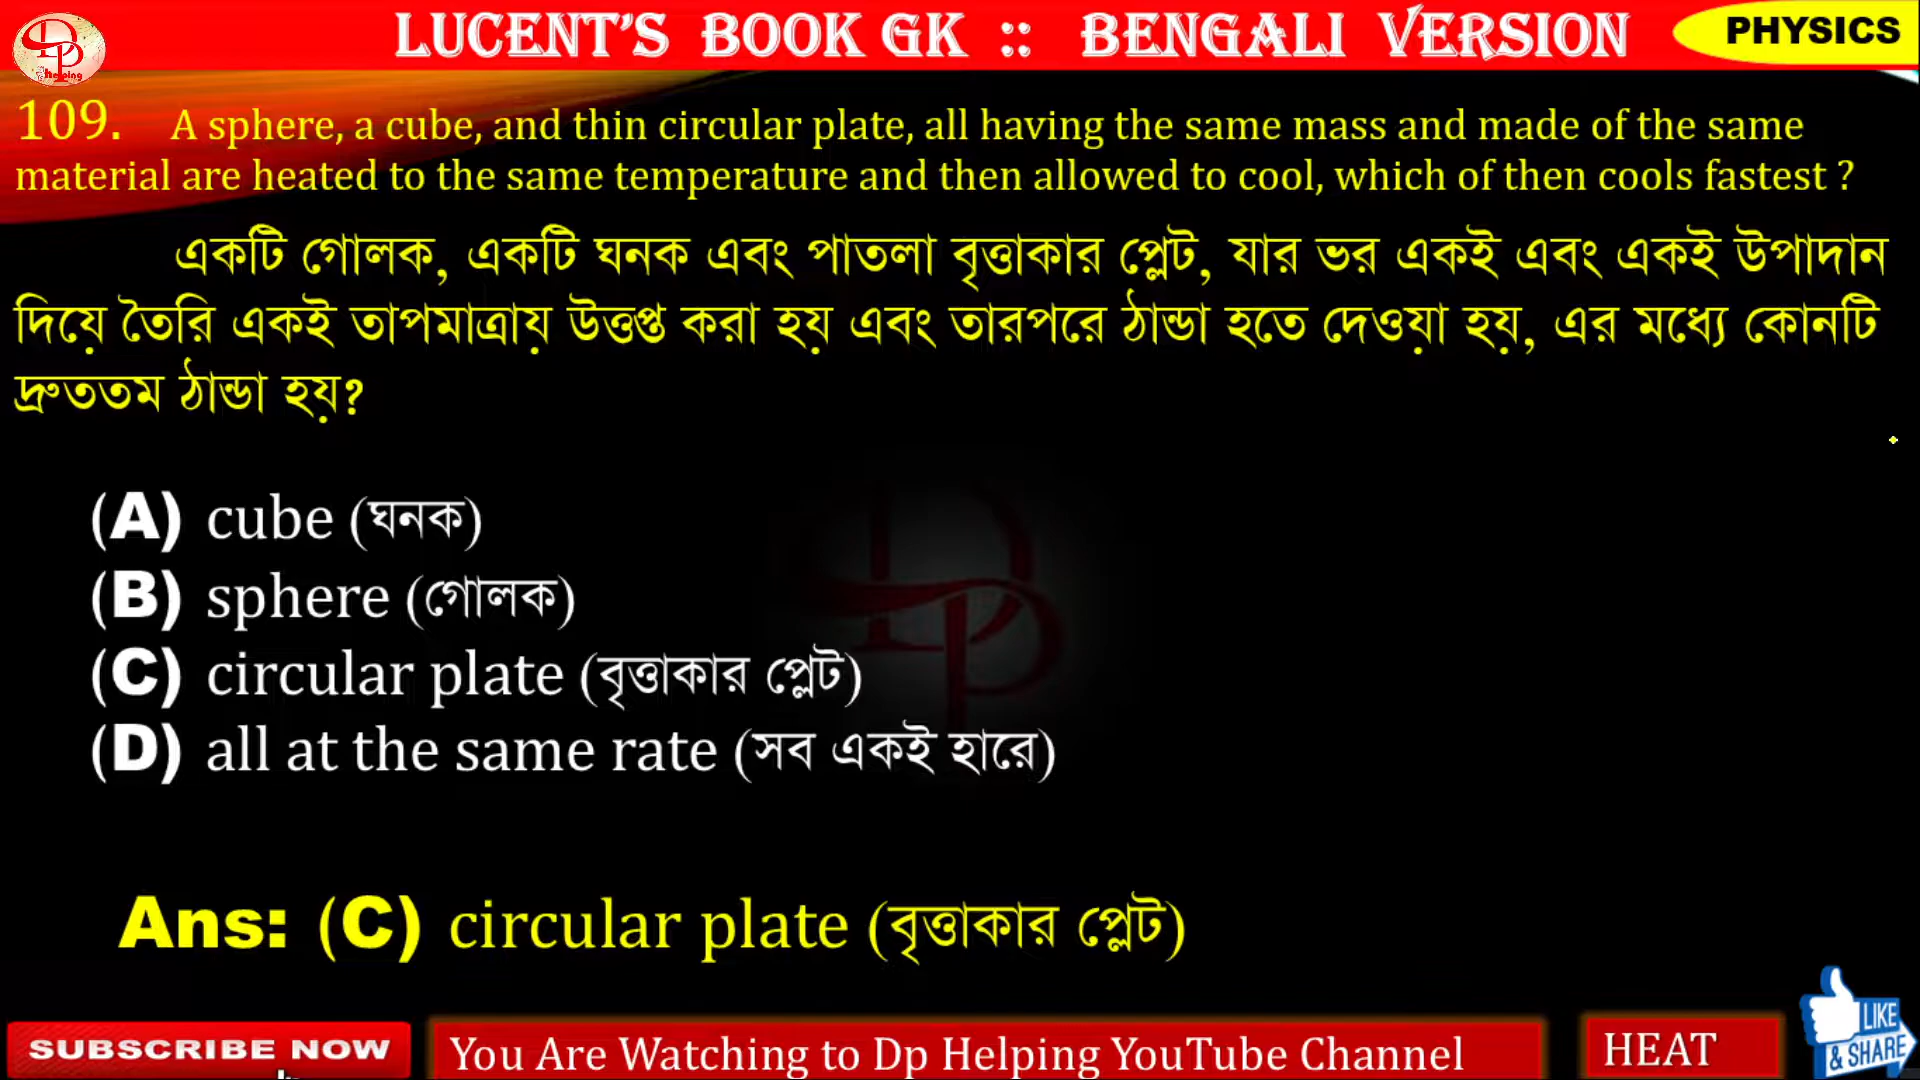 LUCENT'S BOOK GK :: BENGALI VERSION
PHYSICS
DP
helping
109. A sphere, a cube, and thin circular plate, all having the same mass and made of the same
material are heated to the same temperature and then allowed to cool, which of then cools fastest ?
একটি গোলক, একটি ঘনক এবং পাতলা বৃত্তাকার প্লেট, যার ভর একই এবং একই উপাদান
দিয়ে তৈরি একই তাপমাত্রায় উত্তপ্ত করা হয় এবং তারপরে ঠান্ডা হতে দেওয়া হয়, এর মধ্যে কোনটি
দ্রুততম ঠান্ডা হয়?
(A) cube (ঘনক)
(B) sphere (গোলক)
(C) circular plate (বৃত্তাকার প্লেট)
(D) all at the same rate (সব একই হারে)
Ans: (C) circular plate (বৃত্তাকার প্লেট)
SUBSCRIBE NOW
You Are Watching to Dp Helping YouTube Channel
HEAT
LIKE
& SHARE